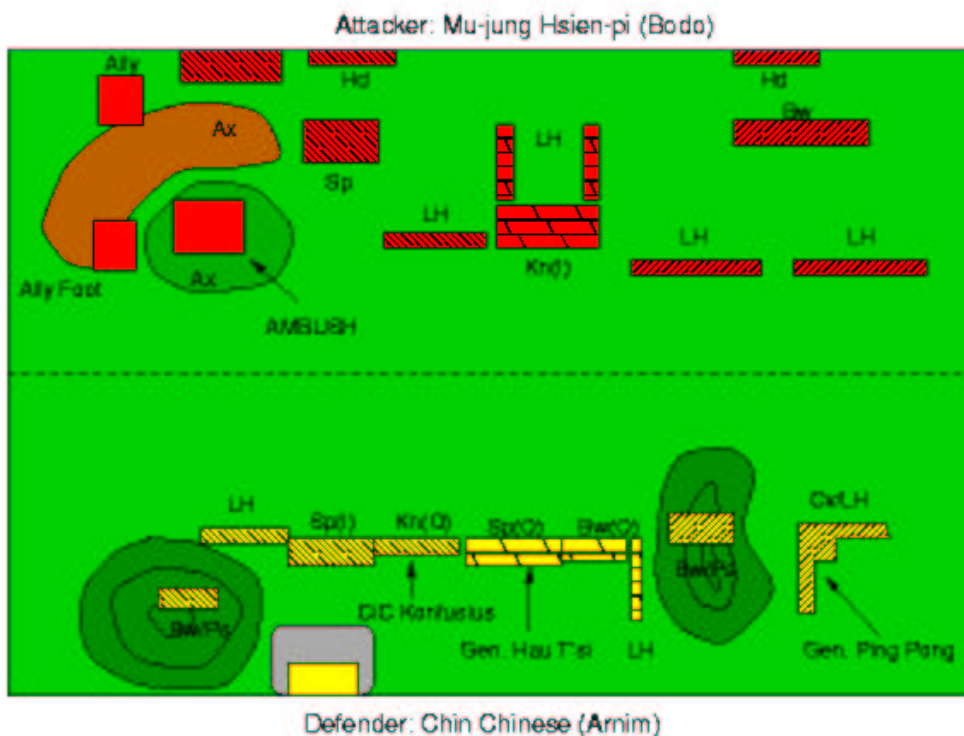 Attacker: Mu-jung Hsien-pi (Bodo)
Ally
Hd
Hd
Ax
LH
Bw
Sp
LH
LH
LH
Kn(I)
Ally Foot
Ax
AMBUSH
LH
Sp(I)
Kn(O)
Sp(O)
Bw(O)
Cv/LH
Bw/Ps
Bw/Ps
CIC Konfusius
Gen. Hau T'si
LH
Gen. Ping Pong
Defender: Chin Chinese (Arnim)